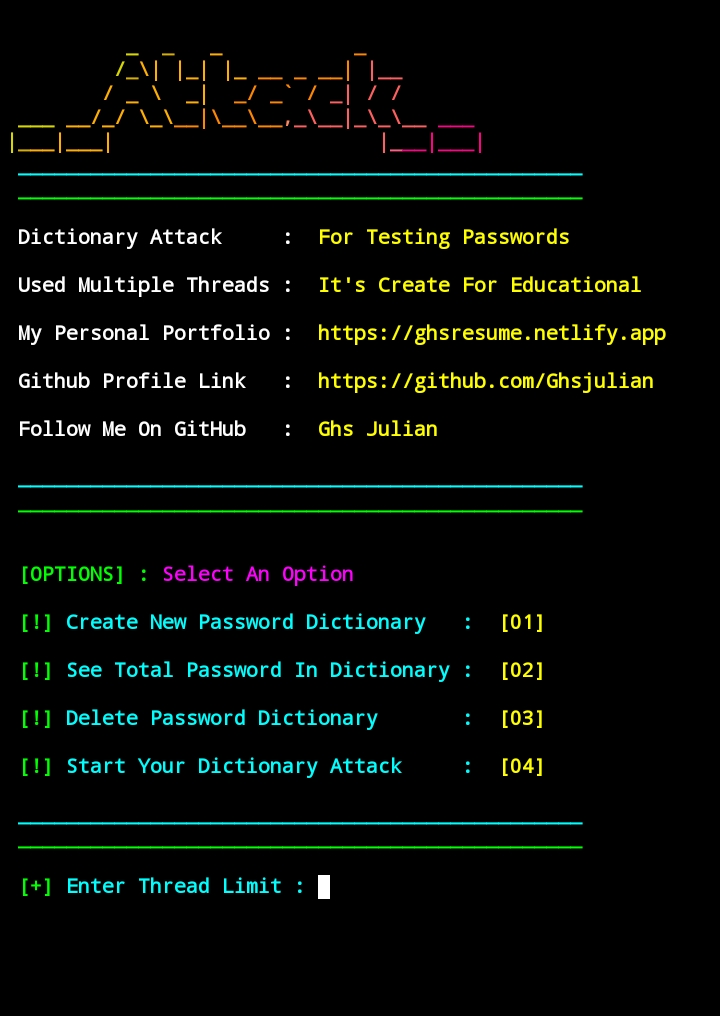 __Attack__
Dictionary Attack : For Testing Passwords
Used Multiple Threads : It's Create For Educational
My Personal Portfolio : https://ghsresume.netlify.app
Github Profile Link : https://github.com/Ghsjulian
Follow Me On GitHub : Ghs Julian
[OPTIONS] : Select An Option
[!] Create New Password Dictionary : [01]
[!] See Total Password In Dictionary : [02]
[!] Delete Password Dictionary : [03]
[!] Start Your Dictionary Attack : [04]
[+] Enter Thread Limit :